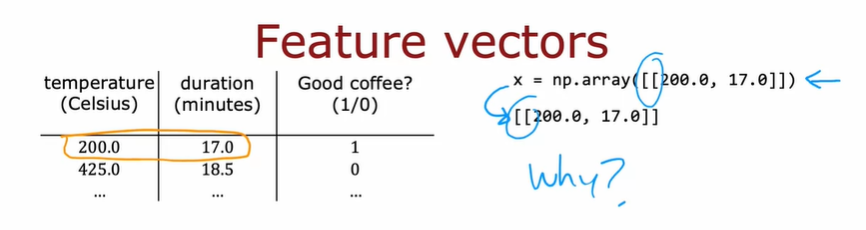 Feature vectors
temperature duration Good coffee?
(Celsius) (minutes) (1/0)
200.0 17.0 1
425.0 18.5 0
... ... ...
x = np.array([[200.0, 17.0]])
[[200.0, 17.0]]
why?